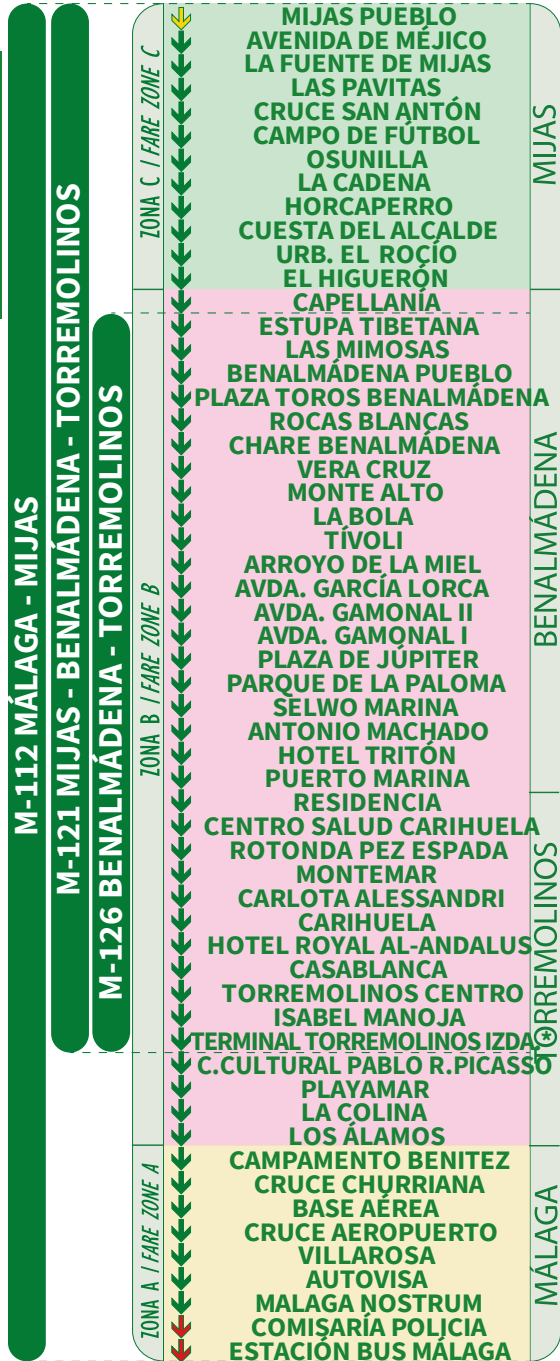 M-112 MÁLAGA - MIJAS
M-121 MIJAS - BENALMÁDENA - TORREMOLINOS
M-126 BENALMÁDENA - TORREMOLINOS
ZONA C / FARE ZONE C
ZONA B / FARE ZONE B
ZONA A / FARE ZONE A
MIJAS PUEBLO
AVENIDA DE MÉJICO
LA FUENTE DE MIJAS
LAS PAVITAS
CRUCE SAN ANTÓN
CAMPO DE FÚTBOL
OSUNILLA
LA CADENA
HORCAPERRO
CUESTA DEL ALCALDE
URB. EL ROCÍO
EL HIGUERÓN
CAPELLANÍA
ESTUPA TIBETANA
LAS MIMOSAS
BENALMÁDENA PUEBLO
PLAZA TOROS BENALMÁDENA
ROCAS BLANCAS
CHARE BENALMÁDENA
VERA CRUZ
MONTE ALTO
LA BOLA
TÍVOLI
ARROYO DE LA MIEL
AVDA. GARCÍA LORCA
AVDA. GAMONAL II
AVDA. GAMONAL I
PLAZA DE JÚPITER
PARQUE DE LA PALOMA
SELWO MARINA
ANTONIO MACHADO
HOTEL TRITÓN
PUERTO MARINA
RESIDENCIA
CENTRO SALUD CARIHUELA
ROTONDA PEZ ESPADA
MONTEMAR
CARLOTA ALESSANDRI
CARIHUELA
HOTEL ROYAL AL-ANDALUS
CASABLANCA
TORREMOLINOS CENTRO
ISABEL MANOJA
TERMINAL TORREMOLINOS IZDA.*
C.CULTURAL PABLO R.PICASSO
PLAYAMAR
LA COLINA
LOS ÁLAMOS
CAMPAMENTO BENITEZ
CRUCE CHURRIANA
BASE AÉREA
CRUCE AEROPUERTO
VILLAROSA
AUTOVISA
MALAGA NOSTRUM
COMISARÍA POLICIA
ESTACIÓN BUS MÁLAGA
MIJAS
BENALMÁDENA
TORREMOLINOS
MÁLAGA